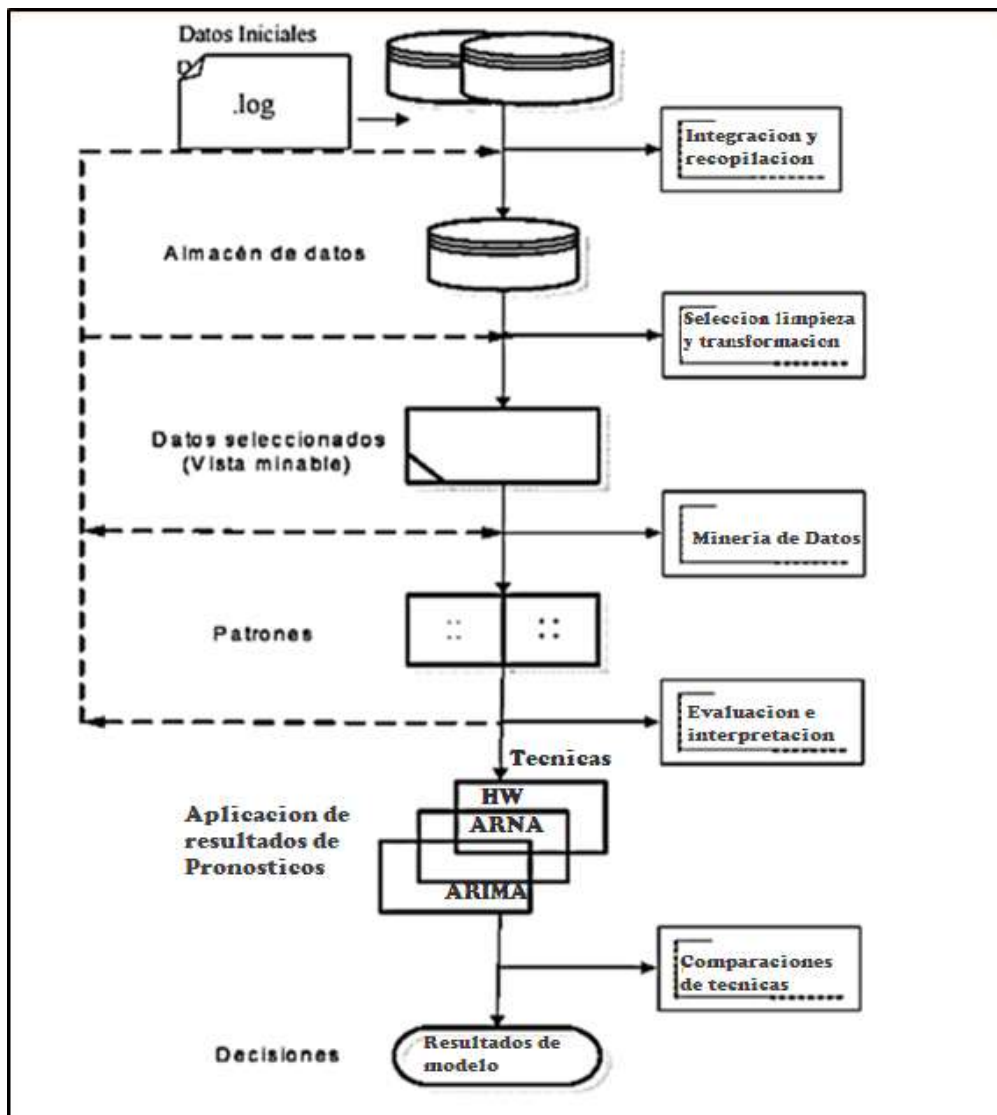 Datos Iniciales
.log
Integracion y
recopilacion
Almacén de datos
Seleccion limpieza
y transformacion
Datos seleccionados
(Vista minable)
Mineria de Datos
Patrones
Evaluacion e
interpretacion
Tecnicas
HW
ARNA
ARIMA
Aplicacion de
resultados de
Pronosticos
Comparaciones
de tecnicas
Decisiones
Resultados de
modelo